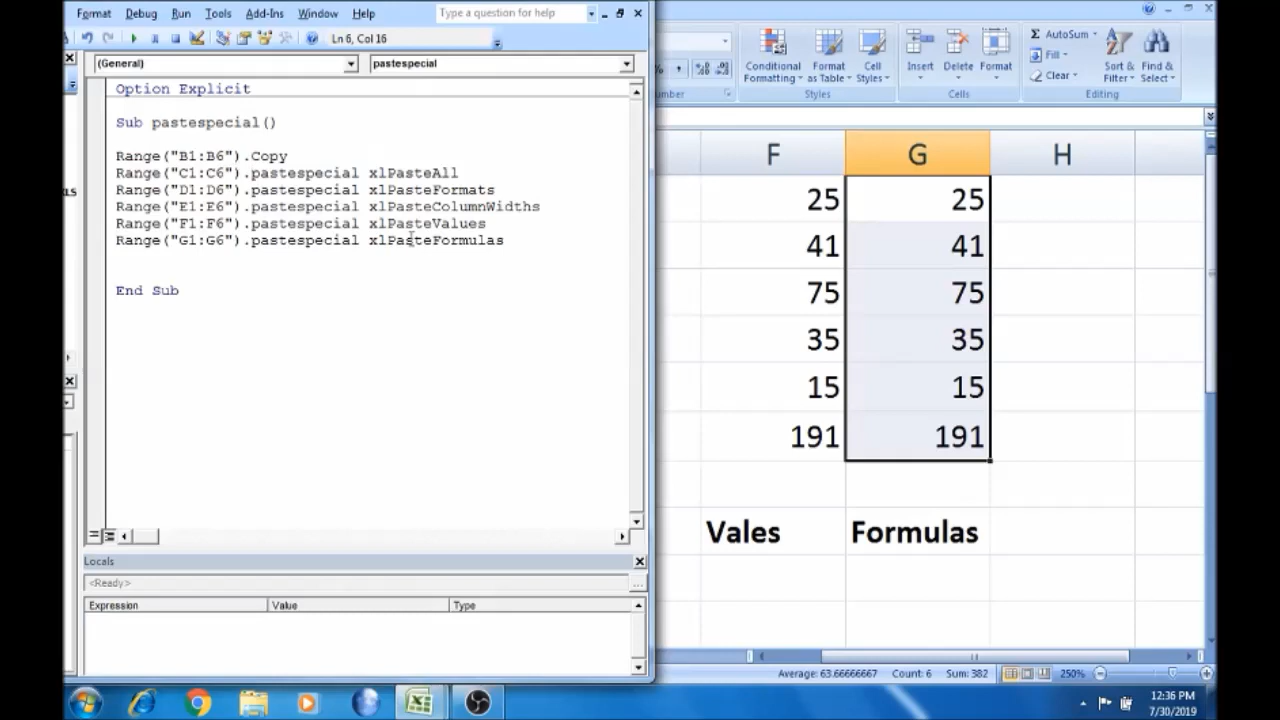 Format Debug Run Tools Add-Ins Window Help Type a question for help
Ln 6, Col 16
(General) pastespecial
Option Explicit
Sub pastespecial()
Range("B1:B6").Copy
Range("C1:C6").pastespecial xlPasteAll
Range("D1:D6").pastespecial xlPasteFormats
Range("E1:E6").pastespecial xlPasteColumnWidths
Range("F1:F6").pastespecial xlPasteValues
Range("G1:G6").pastespecial xlPasteFormulas
End Sub
Locals
<Ready>
Expression Value Type
Conditional Formatting Format as Table Cell Styles Insert Delete Format
AutoSum
Fill
Clear
Sort & Filter Find & Select
Styles Cells Editing
F G H
25 25
41 41
75 75
35 35
15 15
191 191
Vales Formulas
Average: 63.66666667 Count: 6 Sum: 382 250%
12:36 PM
7/30/2019